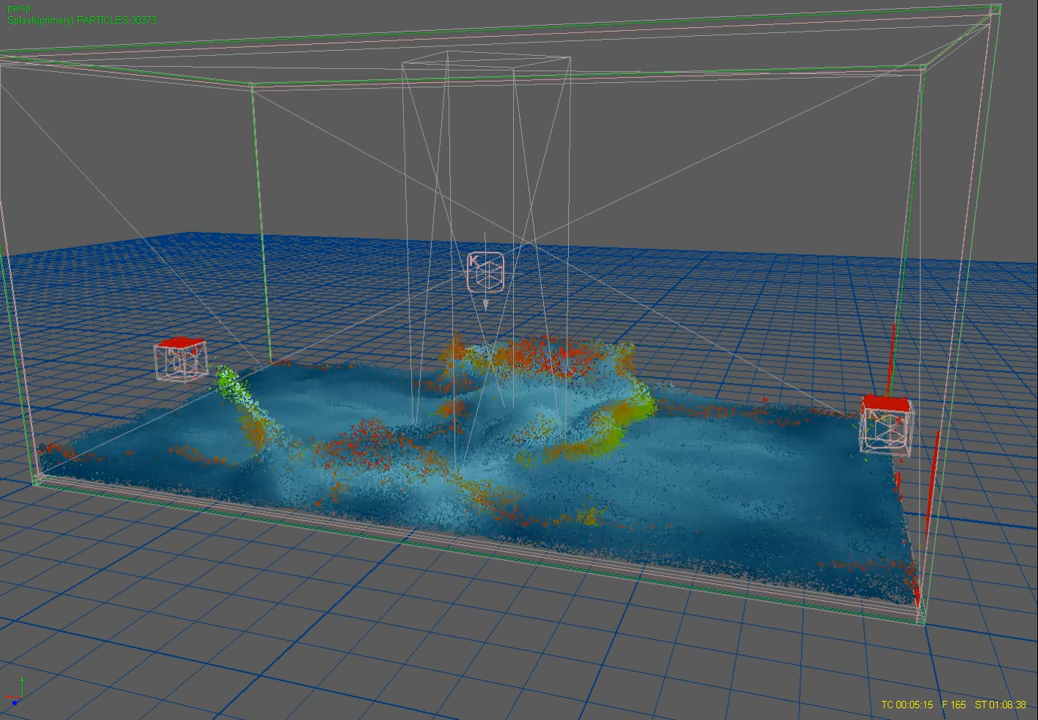 persp
Splash(primary) PARTICLES:30373
K
TC 00:05:15 F 165 ST 01:08:38